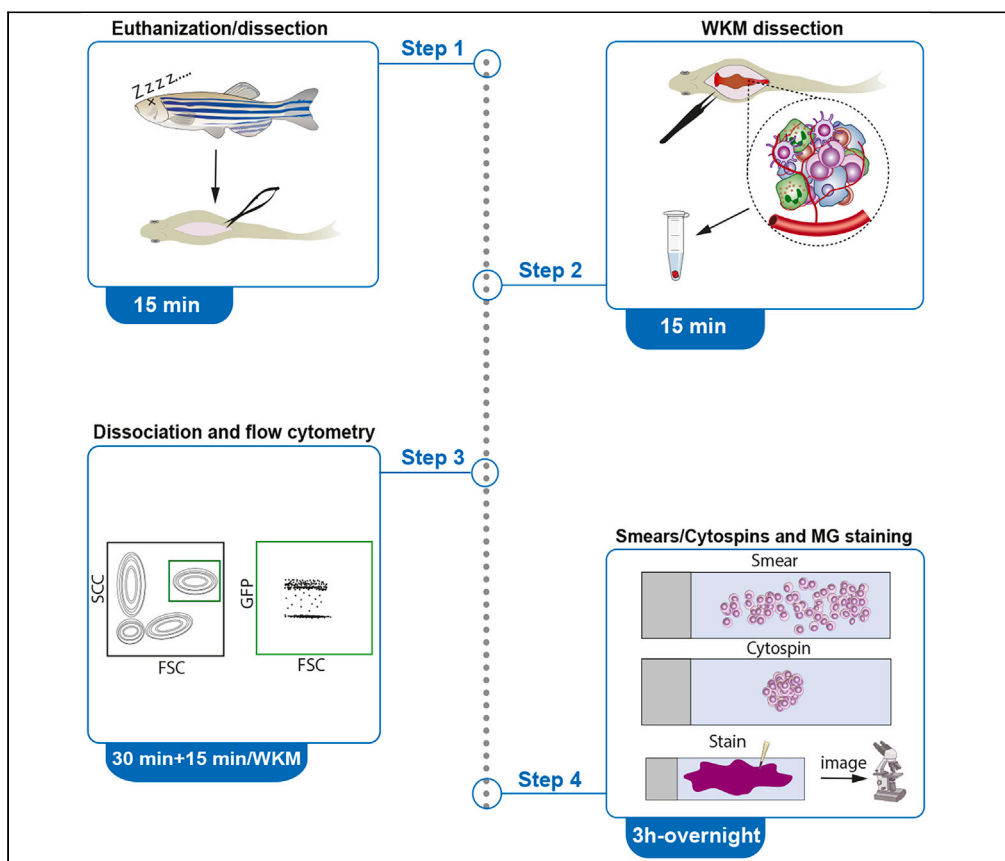 Euthanization/dissection
Step 1
ZZZZ....
15 min
WKM dissection
Step 2
15 min
Dissociation and flow cytometry
Step 3
SCC
FSC
GFP
FSC
30 min+15 min/WKM
Smears/Cytospins and MG staining
Smear
Cytospin
Stain
image
Step 4
3h-overnight